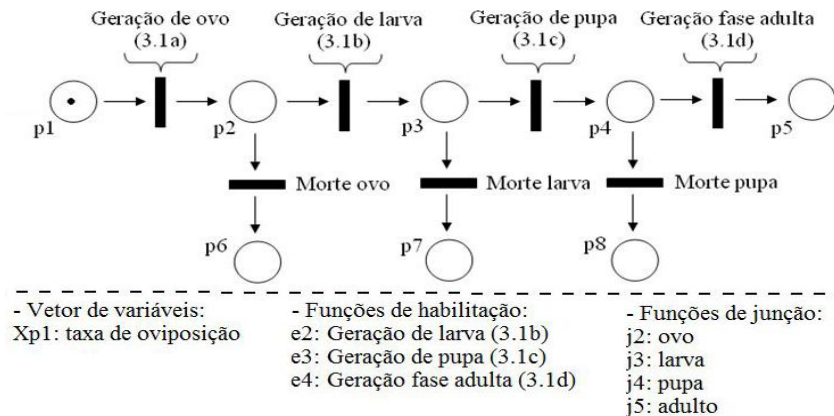 Geração de ovo
(3.1a)
Geração de larva
(3.1b)
Geração de pupa
(3.1c)
Geração fase adulta
(3.1d)
p1
p2
p3
p4
p5
Morte ovo
Morte larva
Morte pupa
p6
p7
p8
- Vetor de variáveis:
Xp1: taxa de oviposição
- Funções de habilitação:
e2: Geração de larva (3.1b)
e3: Geração de pupa (3.1c)
e4: Geração fase adulta (3.1d)
- Funções de junção:
j2: ovo
j3: larva
j4: pupa
j5: adulto